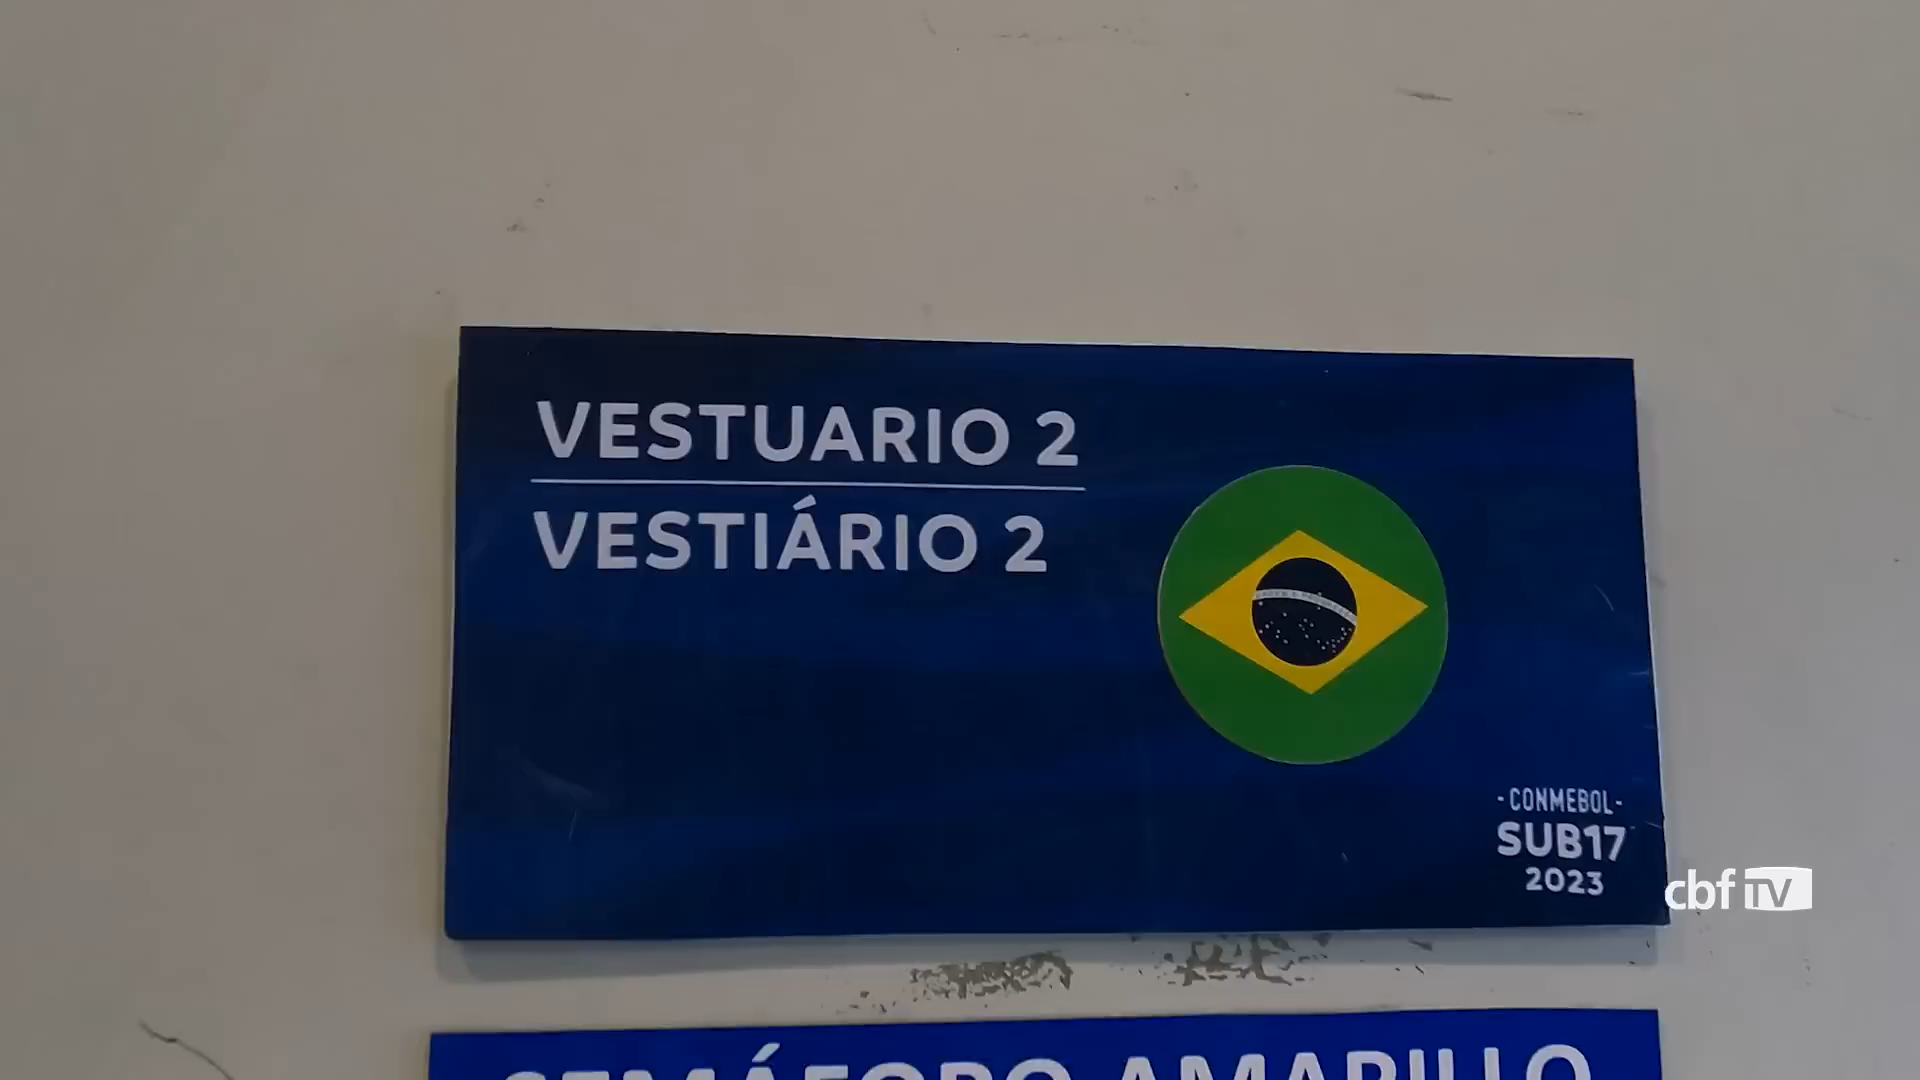 VESTUARIO 2
VESTIÁRIO 2
-CONMEBOL-
SUB17
2023
cbf TV
SEMÁFORO AMARILLO